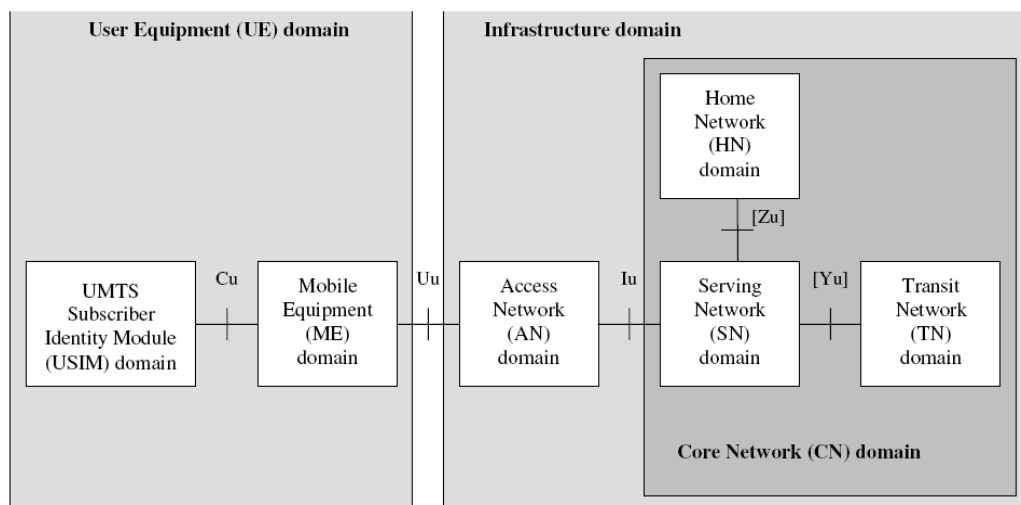 User Equipment (UE) domain
Infrastructure domain
Home
Network
(HN)
domain
[Zu]
UMTS
Subscriber
Identity Module
(USIM) domain
Cu
Mobile
Equipment
(ME)
domain
Uu
Access
Network
(AN)
domain
Iu
Serving
Network
(SN)
domain
[Yu]
Transit
Network
(TN)
domain
Core Network (CN) domain